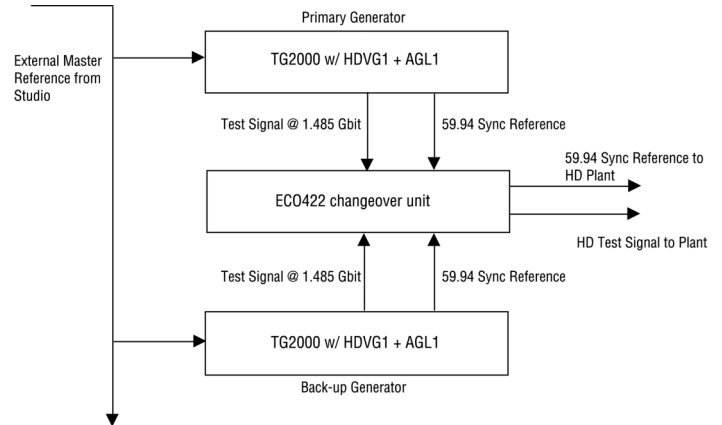 Primary Generator
External Master
Reference from
Studio
TG2000 w/ HDVG1 + AGL1
Test Signal @ 1.485 Gbit
59.94 Sync Reference
59.94 Sync Reference to
HD Plant
ECO422 changeover unit
HD Test Signal to Plant
Test Signal @ 1.485 Gbit
59.94 Sync Reference
TG2000 w/ HDVG1 + AGL1
Back-up Generator